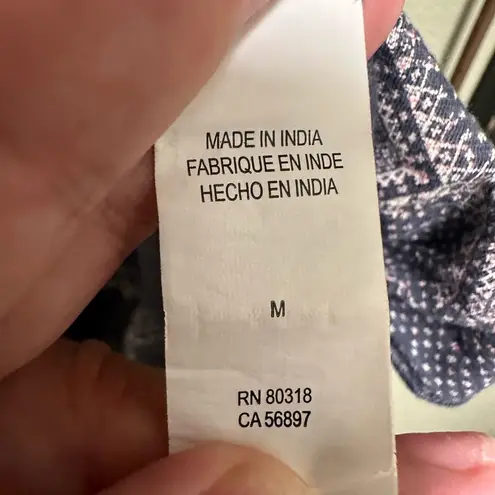 MADE IN INDIA
FABRIQUE EN INDE
HECHO EN INDIA
M
RN 80318
CA 56897